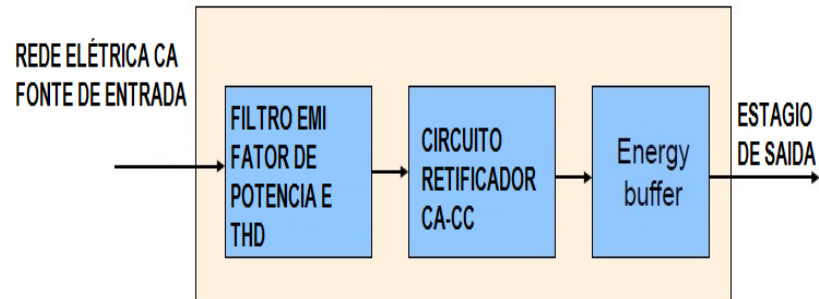 REDE ELÉTRICA CA
FONTE DE ENTRADA
FILTRO EMI
FATOR DE
POTENCIA E
THD
CIRCUITO
RETIFICADOR
CA-CC
Energy
buffer
ESTAGIO
DE SAIDA